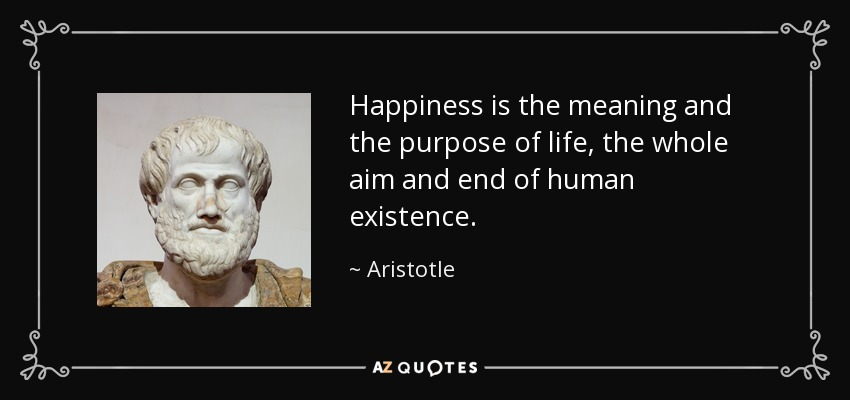 Happiness is the meaning and
the purpose of life, the whole
aim and end of human
existence.
~ Aristotle
AZ QUOTES